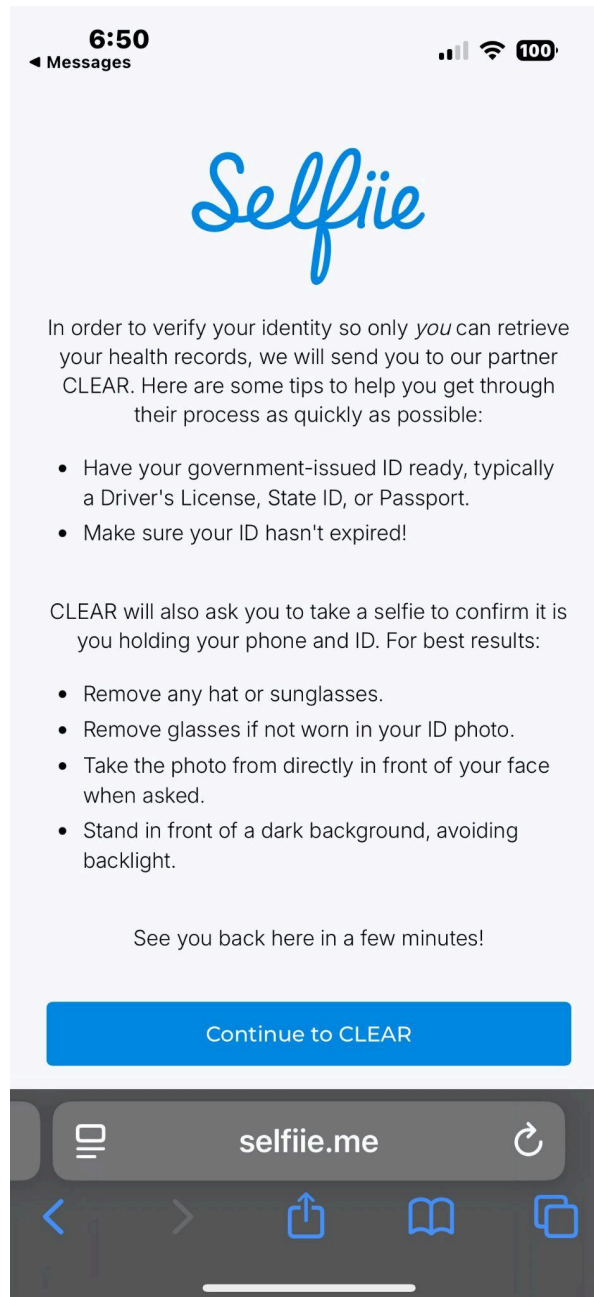 6:50
◀ Messages
100
Selfiie
In order to verify your identity so only you can retrieve
your health records, we will send you to our partner
CLEAR. Here are some tips to help you get through
their process as quickly as possible:
• Have your government-issued ID ready, typically
a Driver's License, State ID, or Passport.
• Make sure your ID hasn't expired!
CLEAR will also ask you to take a selfie to confirm it is
you holding your phone and ID. For best results:
• Remove any hat or sunglasses.
• Remove glasses if not worn in your ID photo.
• Take the photo from directly in front of your face
when asked.
• Stand in front of a dark background, avoiding
backlight.
See you back here in a few minutes!
Continue to CLEAR
selfiie.me